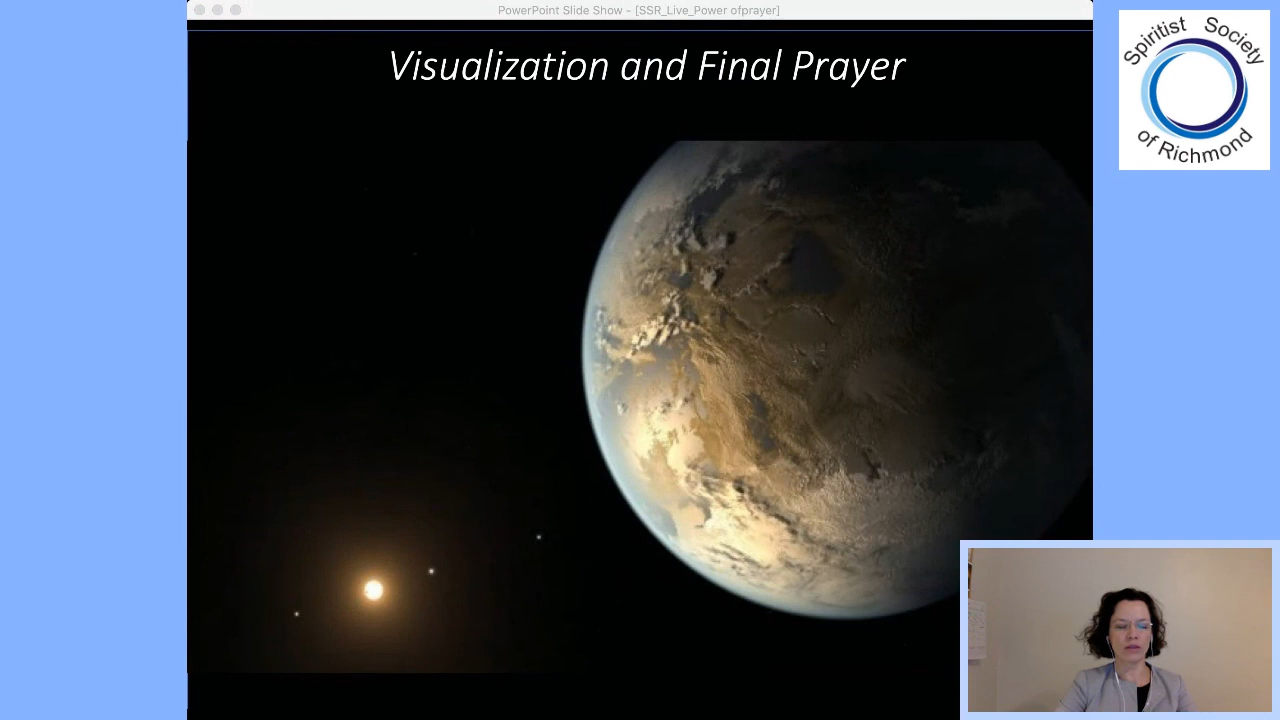 PowerPoint Slide Show - [SSR_Live_Power ofprayer]
Visualization and Final Prayer
Spiritist Society
of Richmond